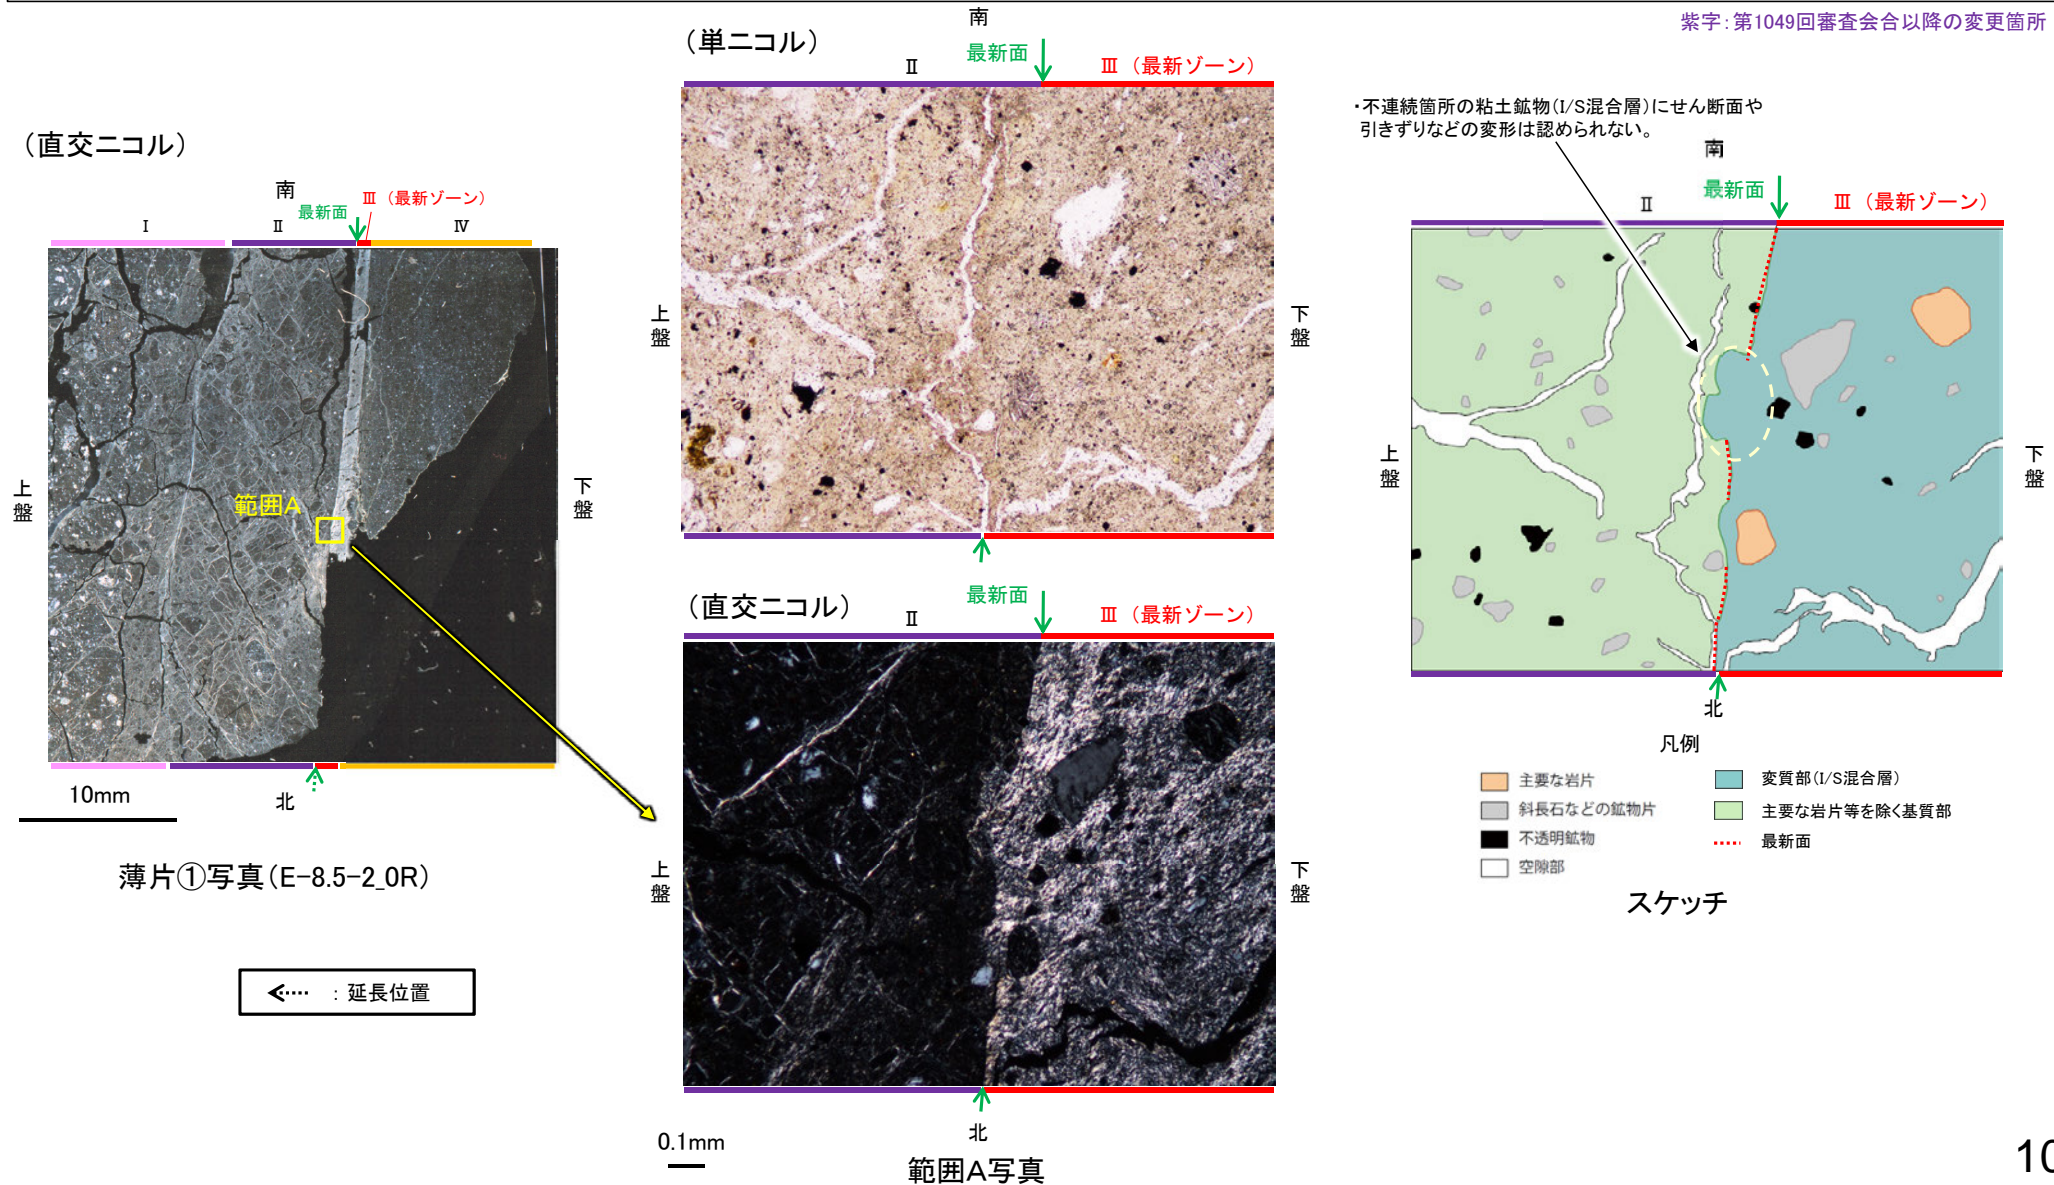 紫字：第1049回審査会合以降の変更箇所
（直交ニコル）
南
最新面
Ⅲ（最新ゾーン）
Ⅰ
Ⅱ
Ⅳ
上盤
下盤
範囲A
北
10mm
薄片①写真(E-8.5-2_0R)
：延長位置
（単ニコル）
南
最新面
Ⅱ
Ⅲ（最新ゾーン）
上盤
下盤
（直交ニコル）
最新面
Ⅱ
Ⅲ（最新ゾーン）
上盤
下盤
北
0.1mm
範囲A写真
・不連続箇所の粘土鉱物(I/S混合層)にせん断面や
引きずりなどの変形は認められない。
南
最新面
Ⅱ
Ⅲ（最新ゾーン）
上盤
下盤
北
凡例
主要な岩片
斜長石などの鉱物片
不透明鉱物
空隙部
変質部(I/S混合層)
主要な岩片等を除く基質部
最新面
スケッチ